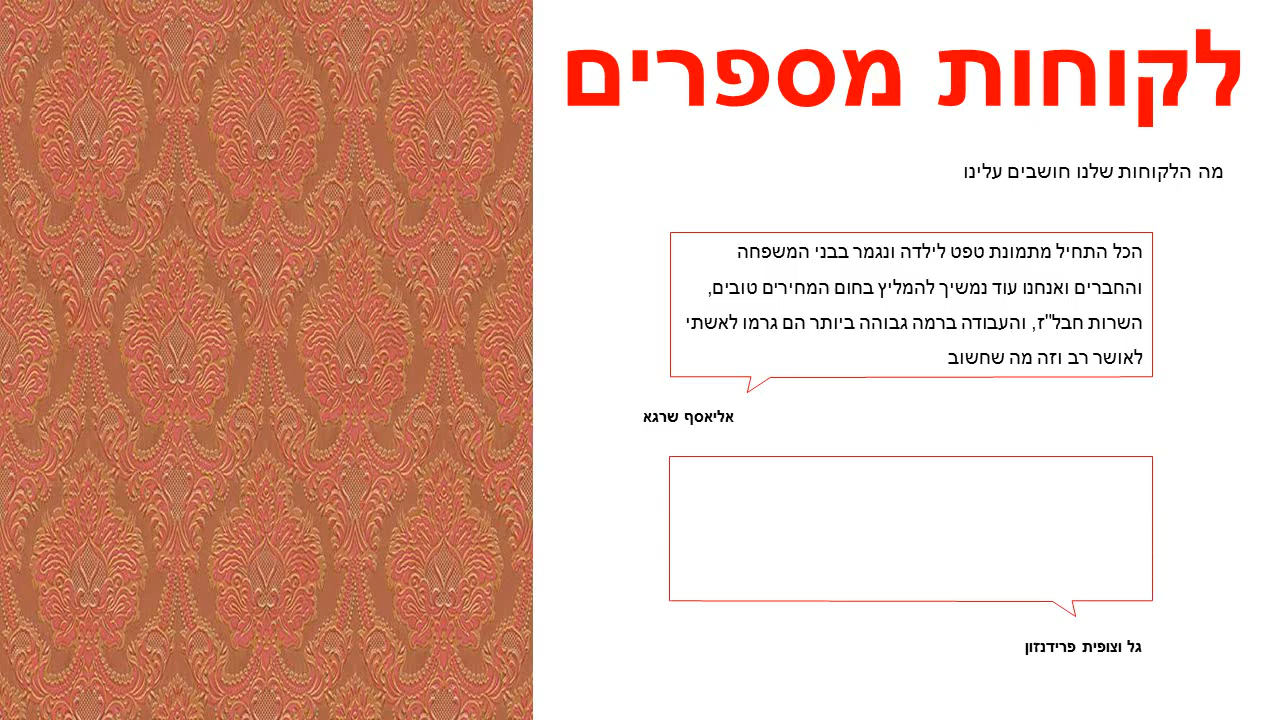 לקוחות מספרים
מה הלקוחות שלנו חושבים עלינו
הכל התחיל מתמונת טפט לילדה ונגמר בבני המשפחה
והחברים ואנחנו עוד נמשיך להמליץ בחום המחירים טובים,
השרות חבל"ז, והעבודה ברמה גבוהה ביותר הם גרמו לאשתי
לאושר רב וזה מה שחשוב
אליאסף שרגא
גל וצופית פרידנזון